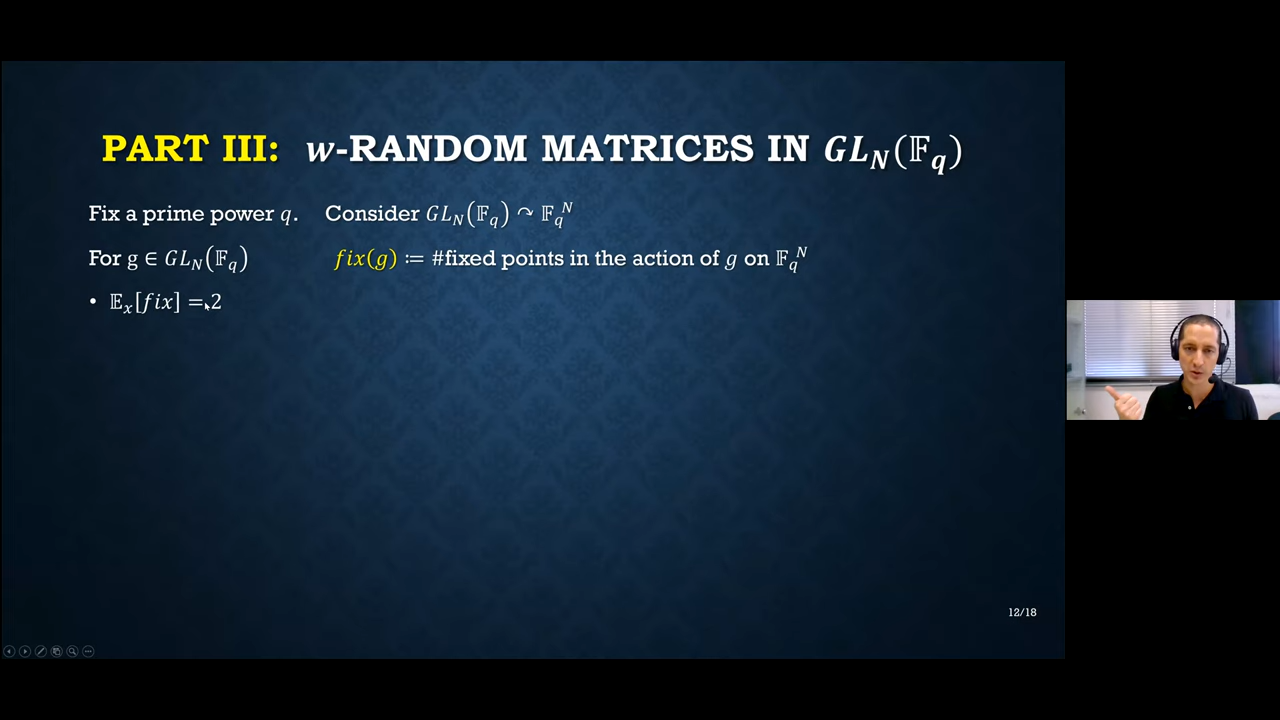 PART III: w-RANDOM MATRICES IN GL_N(𝔽_q)
Fix a prime power q. Consider GL_N(𝔽_q) ↷ 𝔽_q^N
For g ∈ GL_N(𝔽_q) fix(g) ≔ #fixed points in the action of g on 𝔽_q^N
• 𝔼_x[fix] = 2
12/18